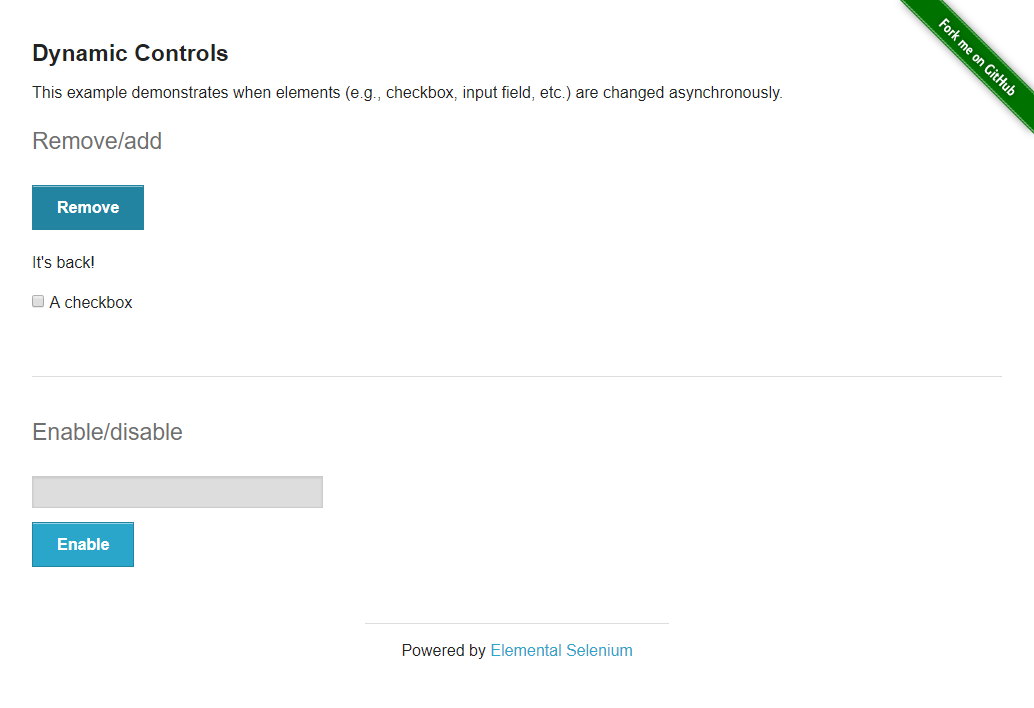 Fork me on GitHub
Dynamic Controls
This example demonstrates when elements (e.g., checkbox, input field, etc.) are changed asynchronously.
Remove/add
Remove
It's back!
A checkbox
Enable/disable
Enable
Powered by Elemental Selenium